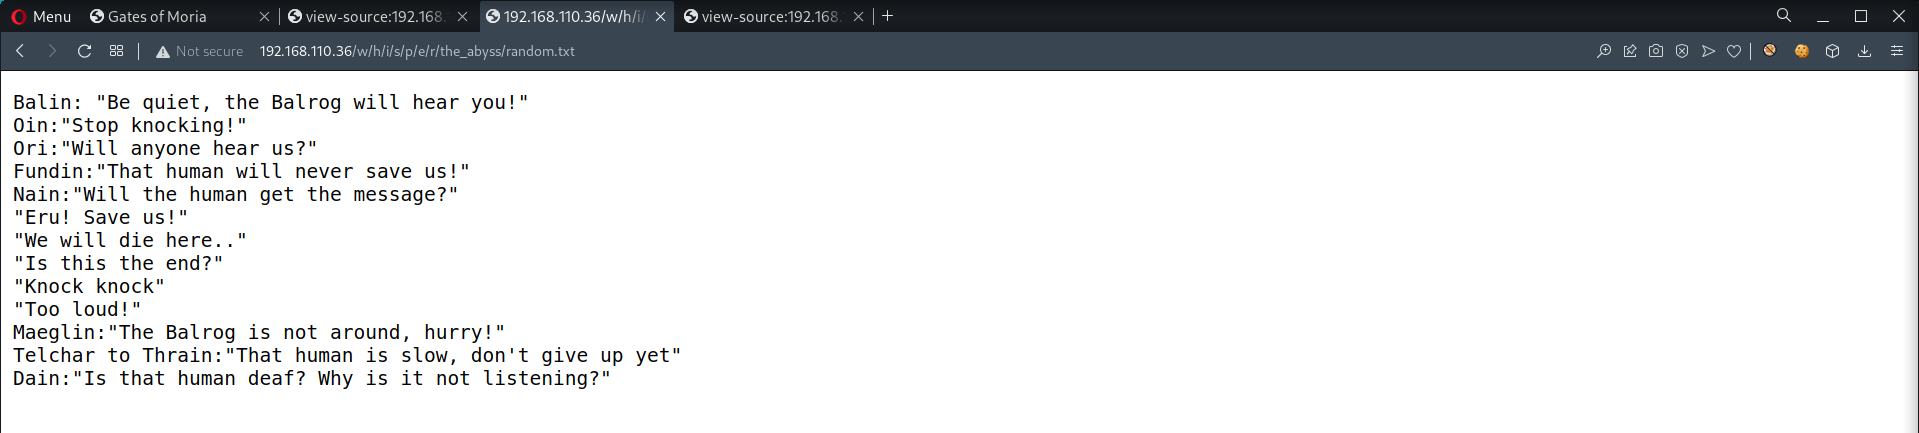 Menu
Gates of Moria
view-source:192.168.
192.168.110.36/w/h/i/
view-source:192.168.
Not secure
192.168.110.36/w/h/i/s/p/e/r/the_abyss/random.txt
Balin: "Be quiet, the Balrog will hear you!"
Oin:"Stop knocking!"
Ori:"Will anyone hear us?"
Fundin:"That human will never save us!"
Nain:"Will the human get the message?"
"Eru! Save us!"
"We will die here.."
"Is this the end?"
"Knock knock"
"Too loud!"
Maeglin:"The Balrog is not around, hurry!"
Telchar to Thrain:"That human is slow, don't give up yet"
Dain:"Is that human deaf? Why is it not listening?"